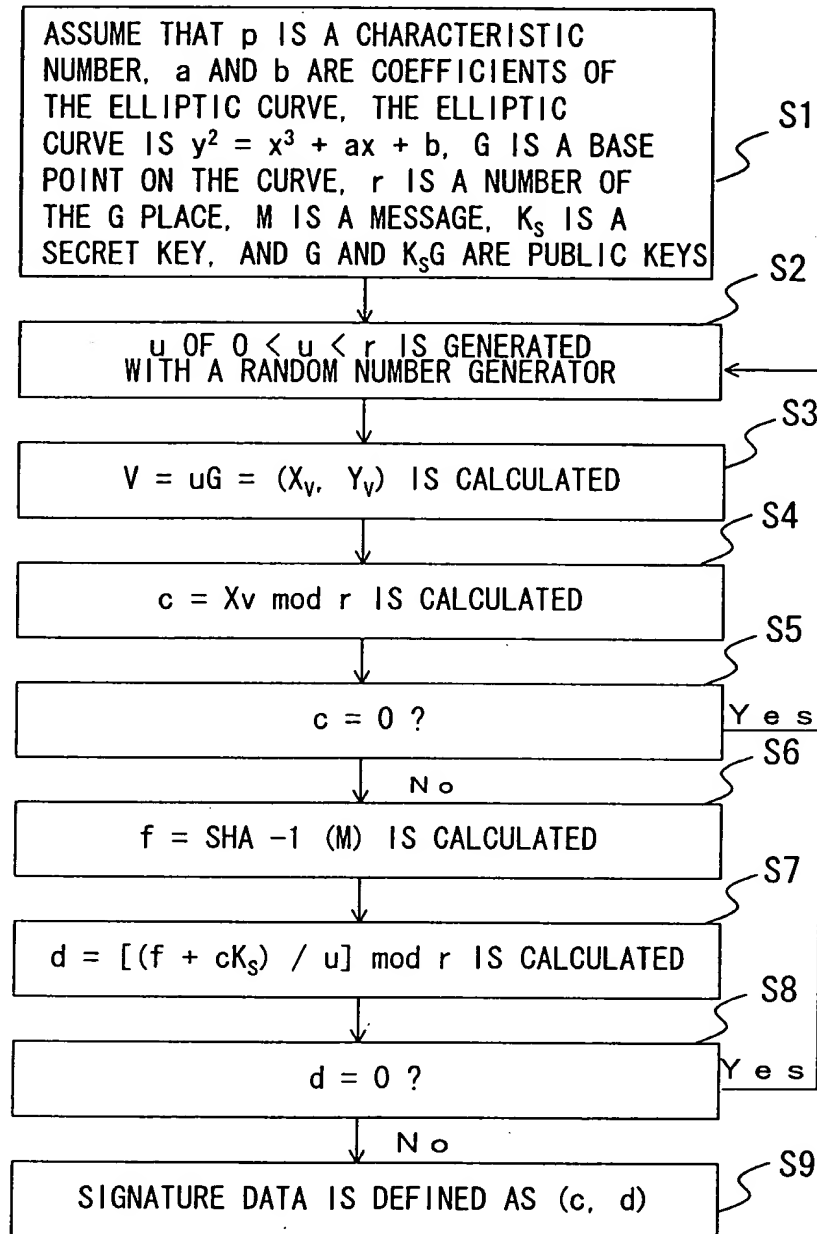 ASSUME THAT p IS A CHARACTERISTIC
NUMBER, a AND b ARE COEFFICIENTS OF
THE ELLIPTIC CURVE, THE ELLIPTIC
CURVE IS y² = x³ + ax + b, G IS A BASE
POINT ON THE CURVE, r IS A NUMBER OF
THE G PLACE, M IS A MESSAGE, Kₛ IS A
SECRET KEY, AND G AND KₛG ARE PUBLIC KEYS
S1
S2
u OF 0 < u < r IS GENERATED
WITH A RANDOM NUMBER GENERATOR
S3
V = uG = (Xᵥ, Yᵥ) IS CALCULATED
S4
c = Xv mod r IS CALCULATED
S5
c = 0 ?
Yes
No
S6
f = SHA -1 (M) IS CALCULATED
S7
d = [(f + cKₛ) / u] mod r IS CALCULATED
S8
d = 0 ?
Yes
No
S9
SIGNATURE DATA IS DEFINED AS (c, d)